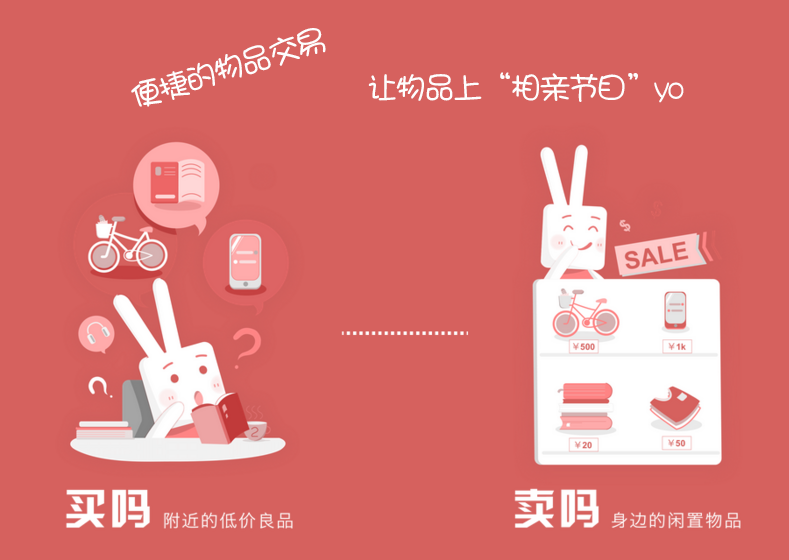 便捷的物品交易
让物品上“相亲节目”yo
SALE
¥500
¥1k
¥20
¥50
买吗 附近的低价良品
卖吗 身边的闲置物品